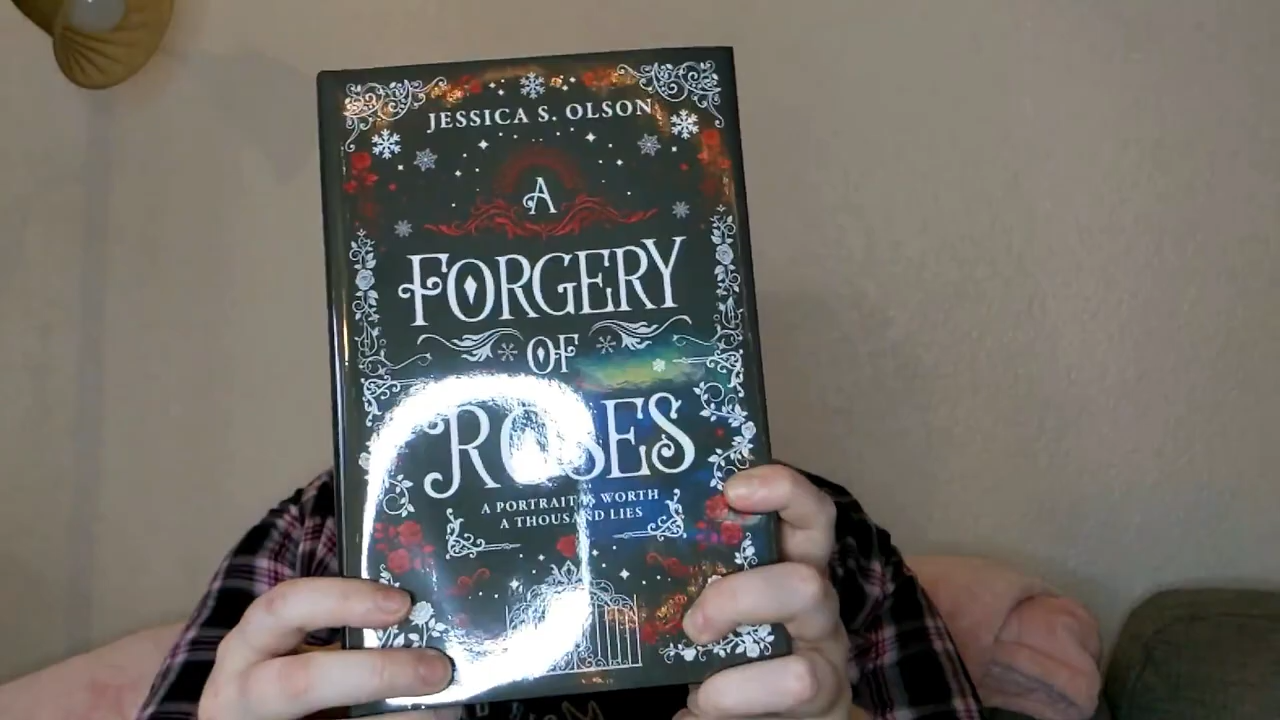 JESSICA S. OLSON
A
FORGERY
OF
ROSES
A PORTRAIT IS WORTH
A THOUSAND LIES